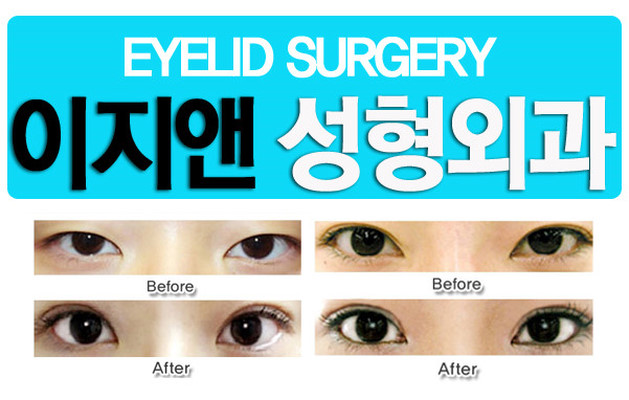 EYELID SURGERY
이지앤 성형외과
Before
Before
After
After